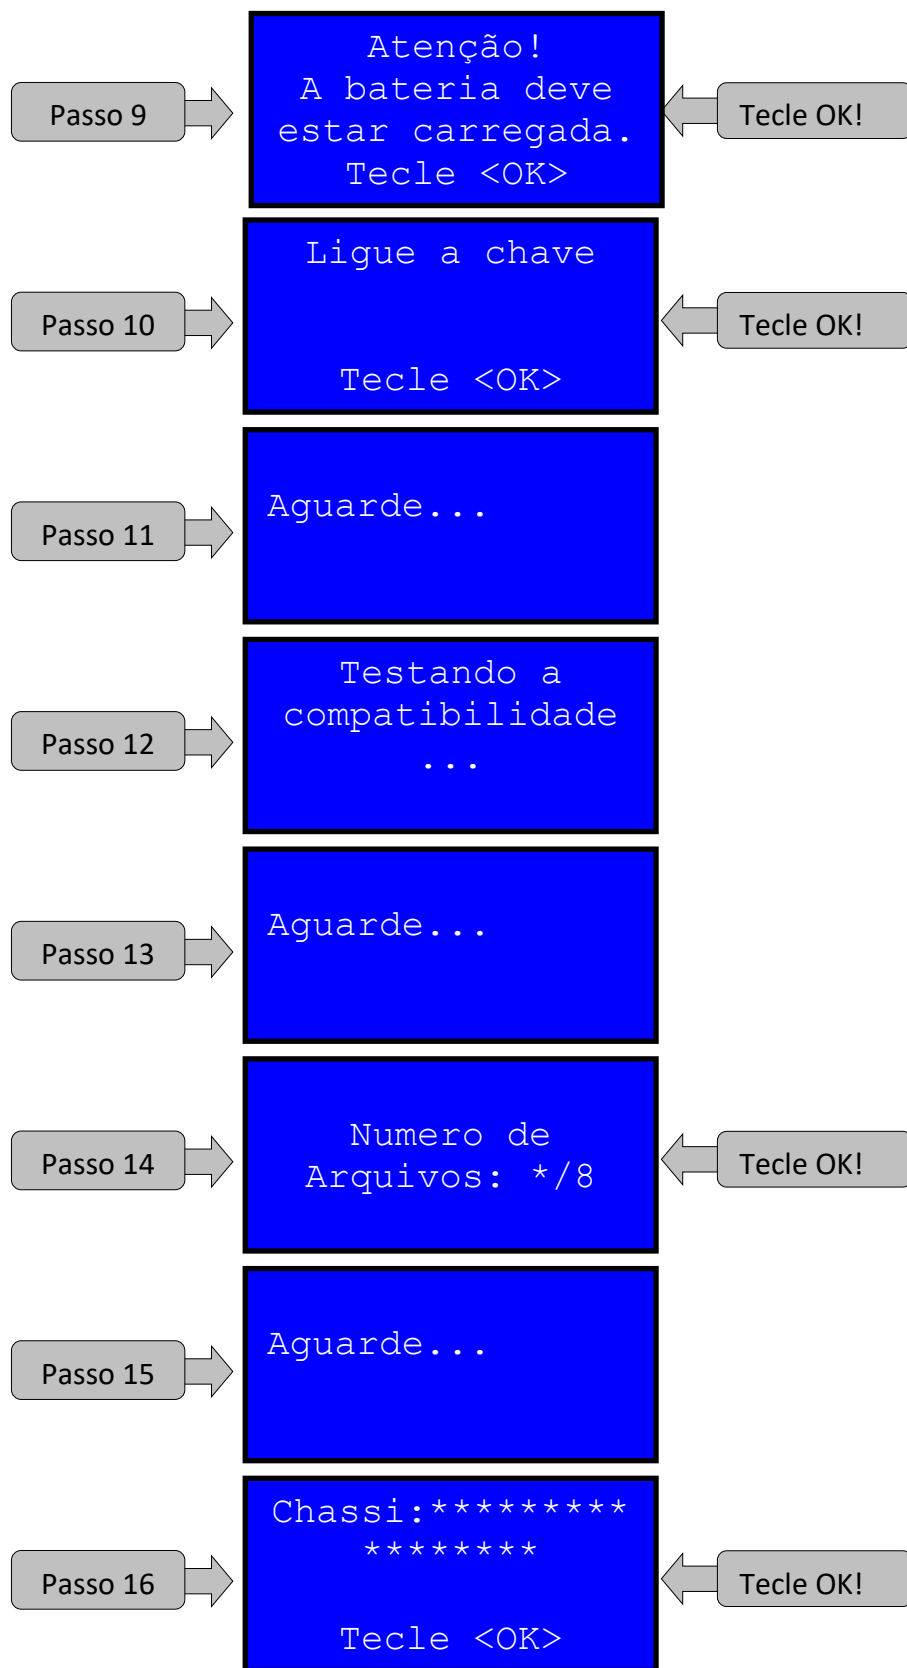 Passo 9
Atenção!
A bateria deve
estar carregada.
Tecle <OK>
Tecle OK!
Passo 10
Ligue a chave
Tecle <OK>
Tecle OK!
Passo 11
Aguarde...
Passo 12
Testando a
compatibilidade
...
Passo 13
Aguarde...
Passo 14
Numero de
Arquivos: */8
Tecle OK!
Passo 15
Aguarde...
Passo 16
Chassi:*********
********
Tecle <OK>
Tecle OK!